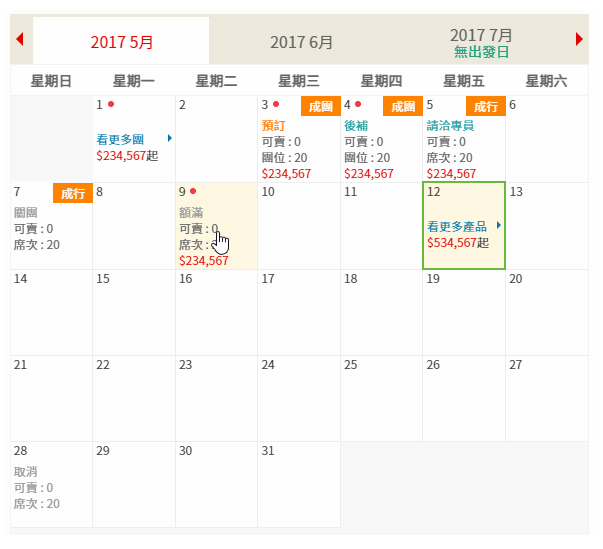 2017 5月
2017 6月
2017 7月
無出發日
星期日 星期一 星期二 星期三 星期四 星期五 星期六
1
看更多團
$234,567起
2
3 成團
預訂
可賣 : 0
團位 : 20
$234,567
4 成團
後補
可賣 : 0
團位 : 20
$234,567
5 成行
請洽專員
可賣 : 0
席次 : 20
$234,567
6
7 成行
關團
可賣 : 0
席次 : 20
8
9
額滿
可賣 : 0
席次 :
$234,567
10
11
12
看更多產品
$534,567起
13
14 15 16 17 18 19 20
21 22 23 24 25 26 27
28
取消
可賣 : 0
席次 : 20
29
30
31